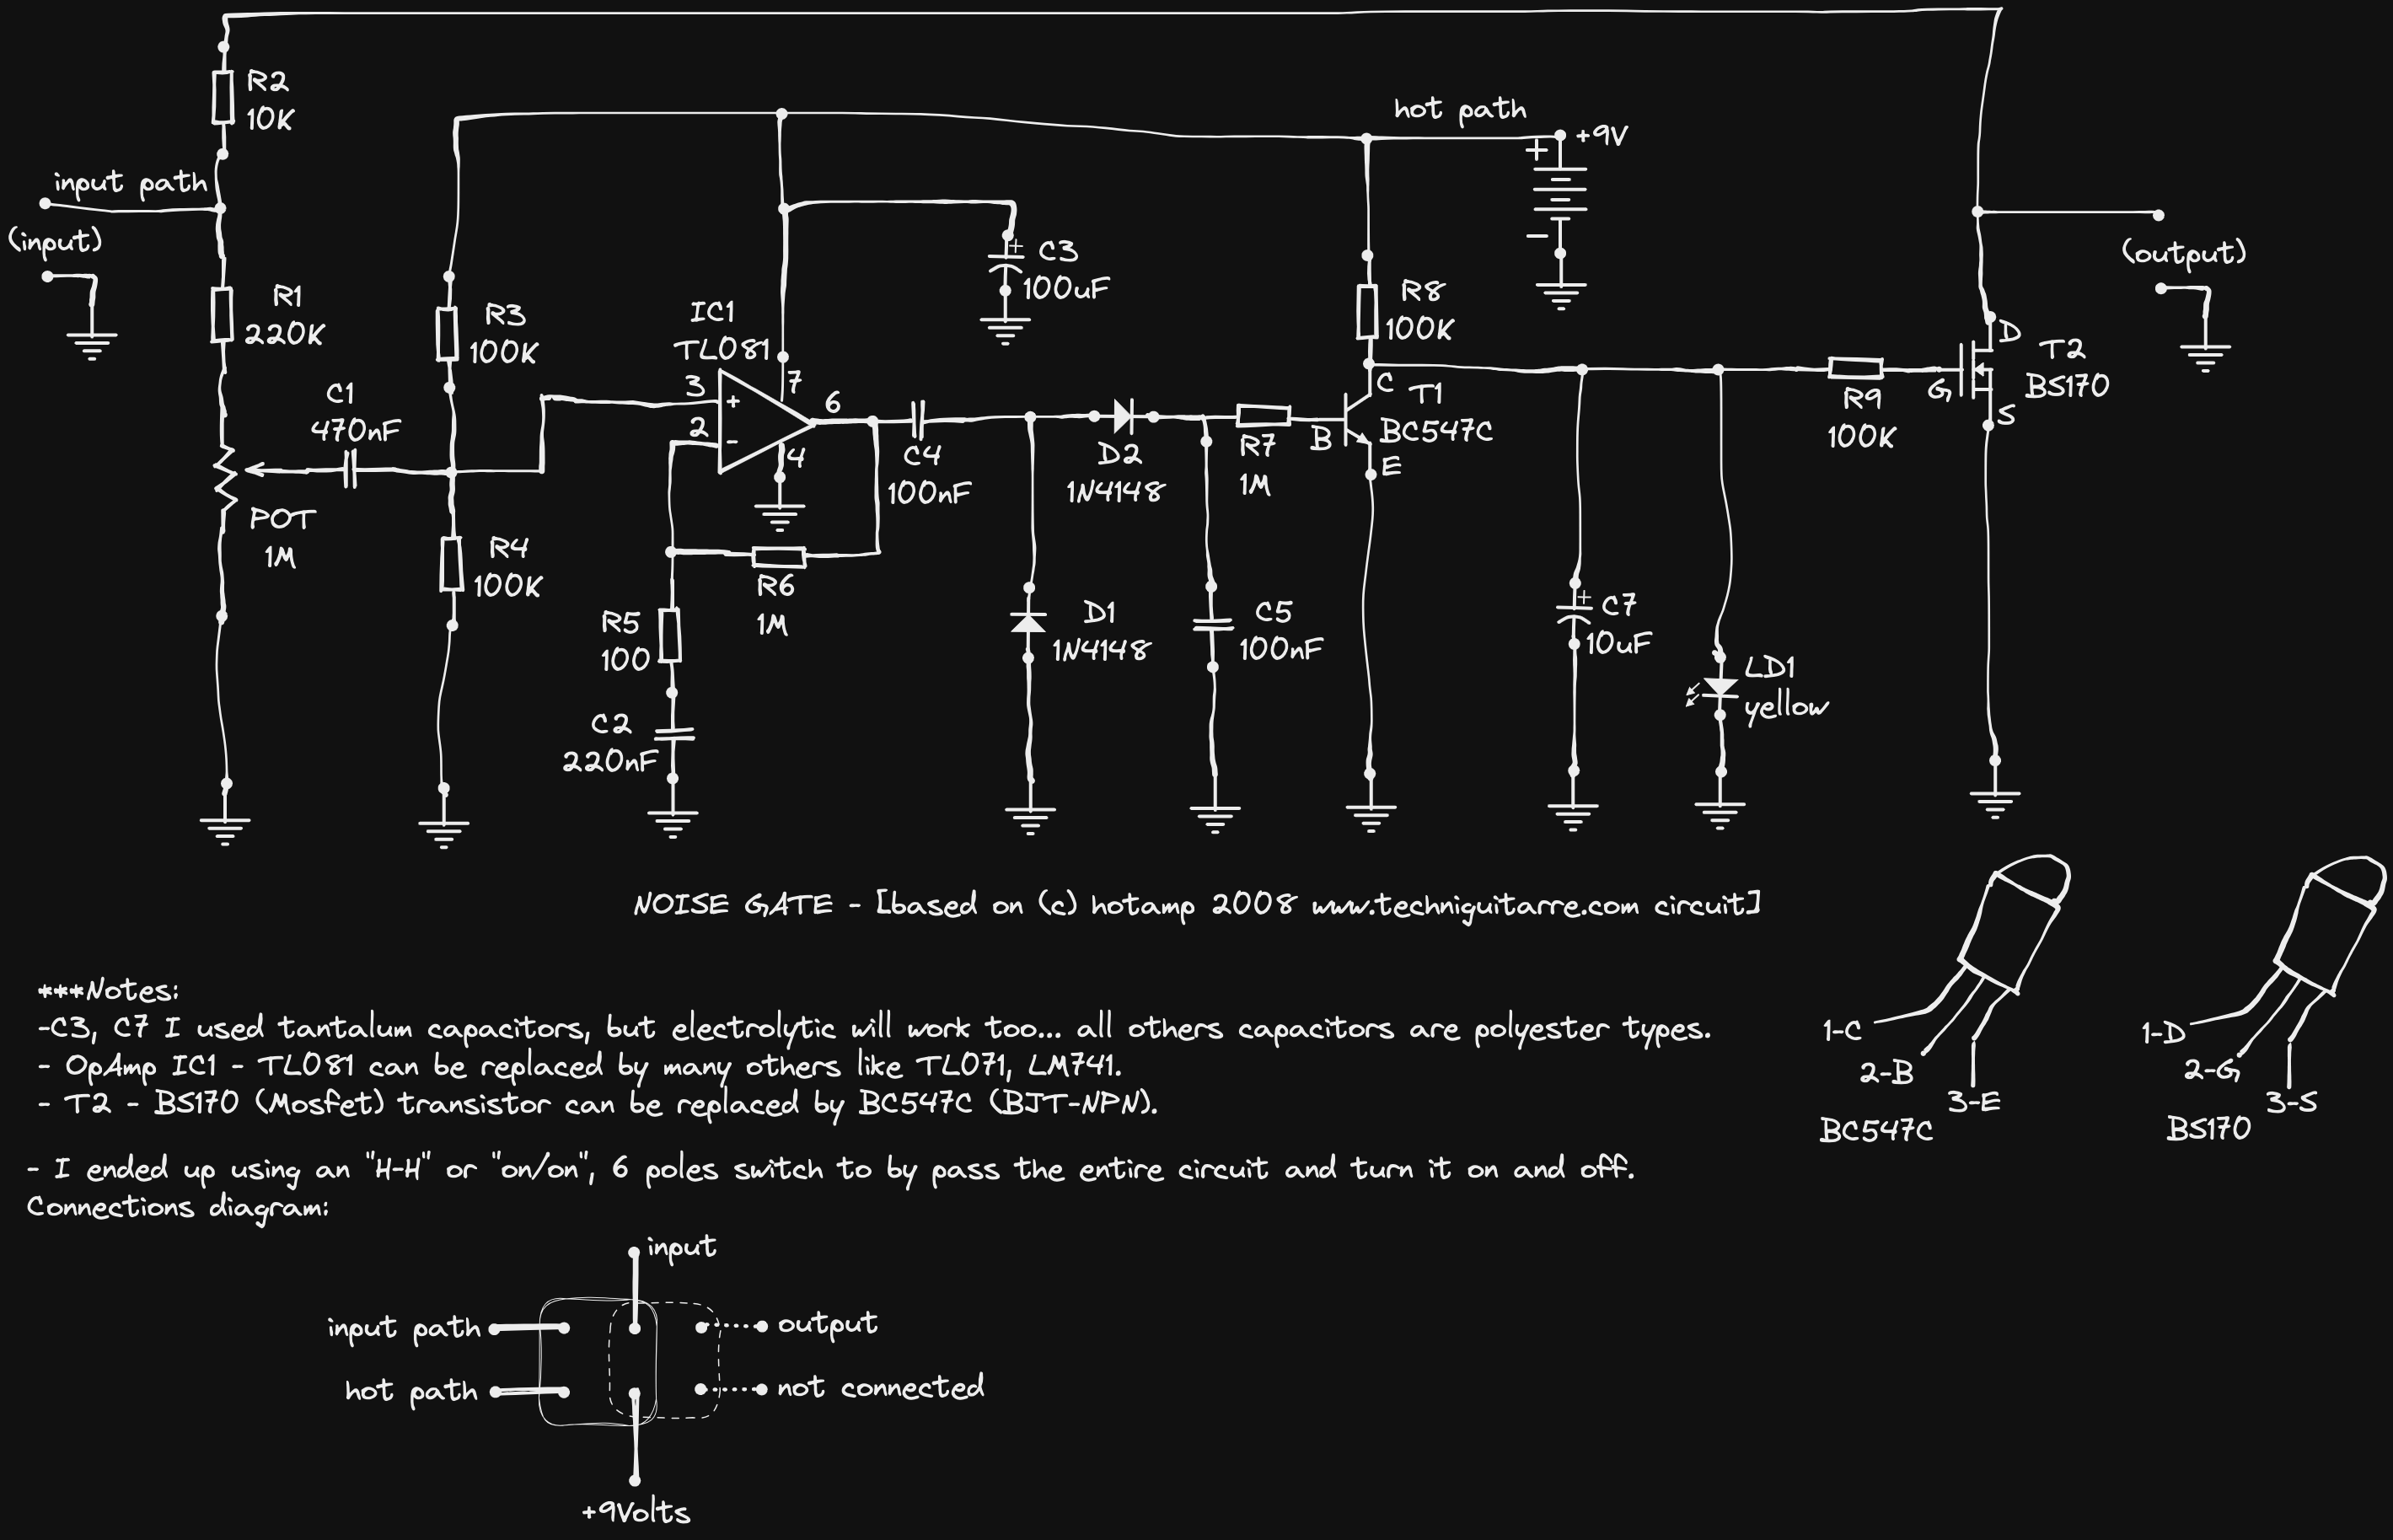 R2
10K
input path
(input)
R1
220K
C1
470nF
POT
1M
R3
100K
R4
100K
IC1
TL081
3
+
2
-
7
4
6
R5
100
C2
220nF
R6
1M
+
C3
100uF
C4
100nF
D1
1N4148
D2
1N4148
C5
100nF
R7
1M
hot path
+
+9V
-
R8
100K
C
T1
B
BC547C
E
+
C7
10uF
LD1
yellow
R9
100K
D
T2
G
BS170
S
(output)
NOISE GATE - [based on (c) hotamp 2008 www.techniguitarre.com circuit]
***Notes:
-C3, C7 I used tantalum capacitors, but electrolytic will work too... all others capacitors are polyester types.
- OpAmp IC1 - TL081 can be replaced by many others like TL071, LM741.
- T2 - BS170 (Mosfet) transistor can be replaced by BC547C (BJT-NPN).
- I ended up using an "H-H" or "on/on", 6 poles switch to by pass the entire circuit and turn it on and off.
Connections diagram:
input
input path
output
hot path
not connected
+9Volts
1-C
2-B
3-E
BC547C
1-D
2-G
3-S
BS170